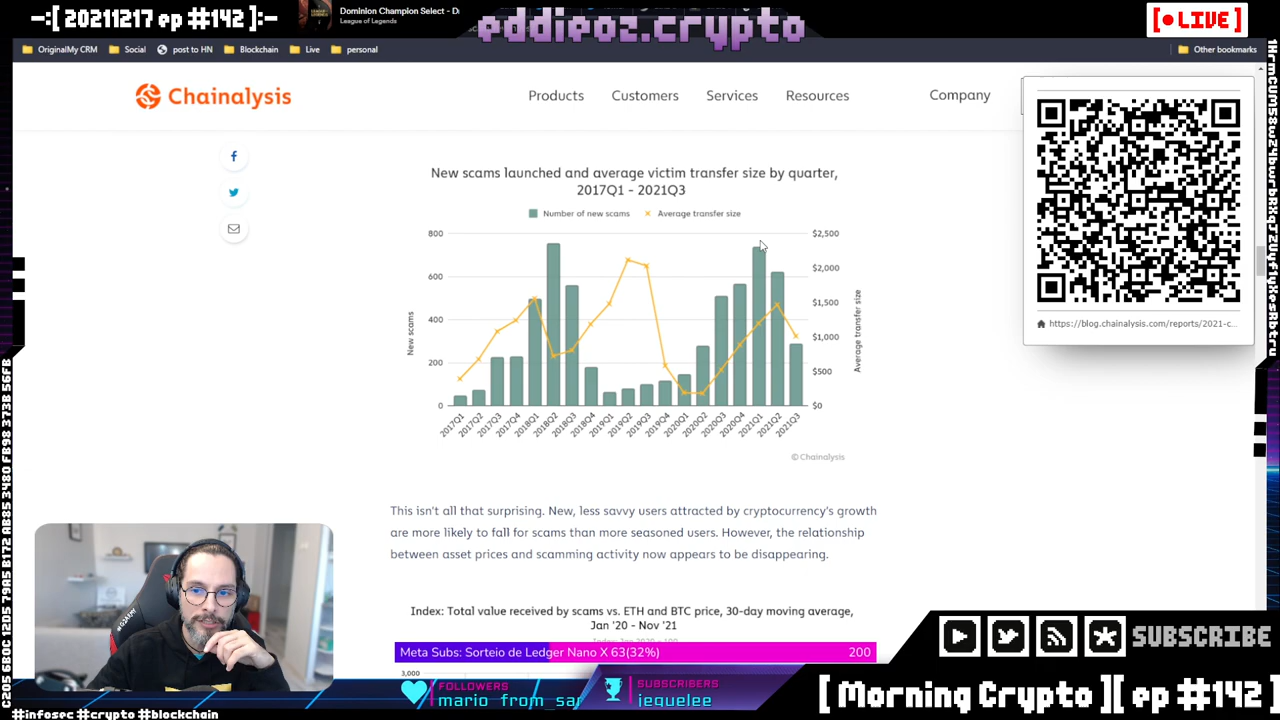 -:[ 20211217 ep #142 ]:-
Dominion Champion Select - D
League of Legends
eddieoz.crypto
[ LIVE ]
OriginalMy CRM
Social
post to HN
Blockchain
Live
personal
Other bookmarks
Chainalysis
Products
Customers
Services
Resources
Company
https://blog.chainalysis.com/reports/2021-c...
New scams launched and average victim transfer size by quarter,
2017Q1 - 2021Q3
Number of new scams
Average transfer size
800
600
400
200
0
New scams
$2,500
$2,000
$1,500
$1,000
$500
$0
Average transfer size
2017Q1
2017Q2
2017Q3
2017Q4
2018Q1
2018Q2
2018Q3
2018Q4
2019Q1
2019Q2
2019Q3
2019Q4
2020Q1
2020Q2
2020Q3
2020Q4
2021Q1
2021Q2
2021Q3
© Chainalysis
This isn't all that surprising. New, less savvy users attracted by cryptocurrency's growth
are more likely to fall for scams than more seasoned users. However, the relationship
between asset prices and scamming activity now appears to be disappearing.
Index: Total value received by scams vs. ETH and BTC price, 30-day moving average,
Jan '20 - Nov '21
3,000
Meta Subs: Sorteio de Ledger Nano X 63(32%)
200
FOLLOWERS
mario_from_sa
SUBSCRIBERS
jequelee
SUBSCRIBE
[ Morning Crypto ][ ep #142 ]
#infosec #crypto #blockchain